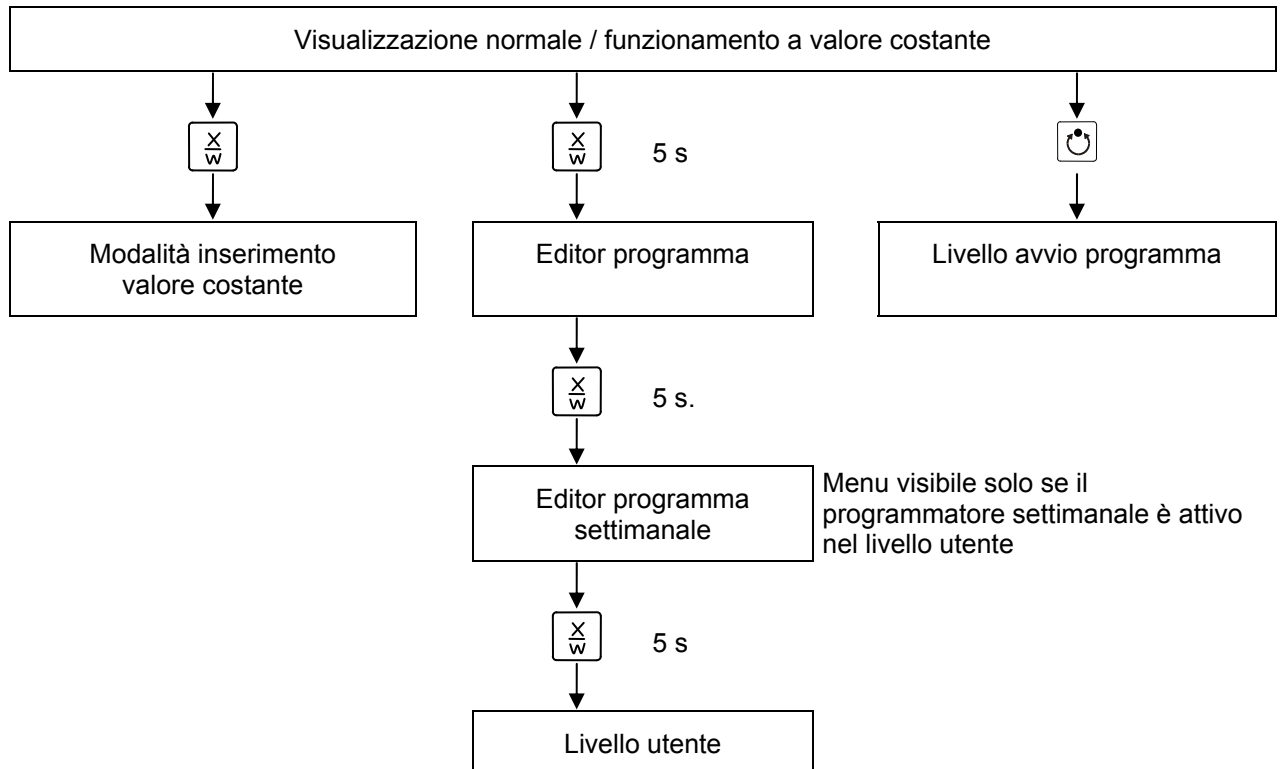 Visualizzazione normale / funzionamento a valore costante
X
W
X
W
5 s
Modalità inserimento
valore costante
Editor programma
Livello avvio programma
X
W
5 s.
Editor programma
settimanale
Menu visibile solo se il
programmatore settimanale è attivo
nel livello utente
X
W
5 s
Livello utente